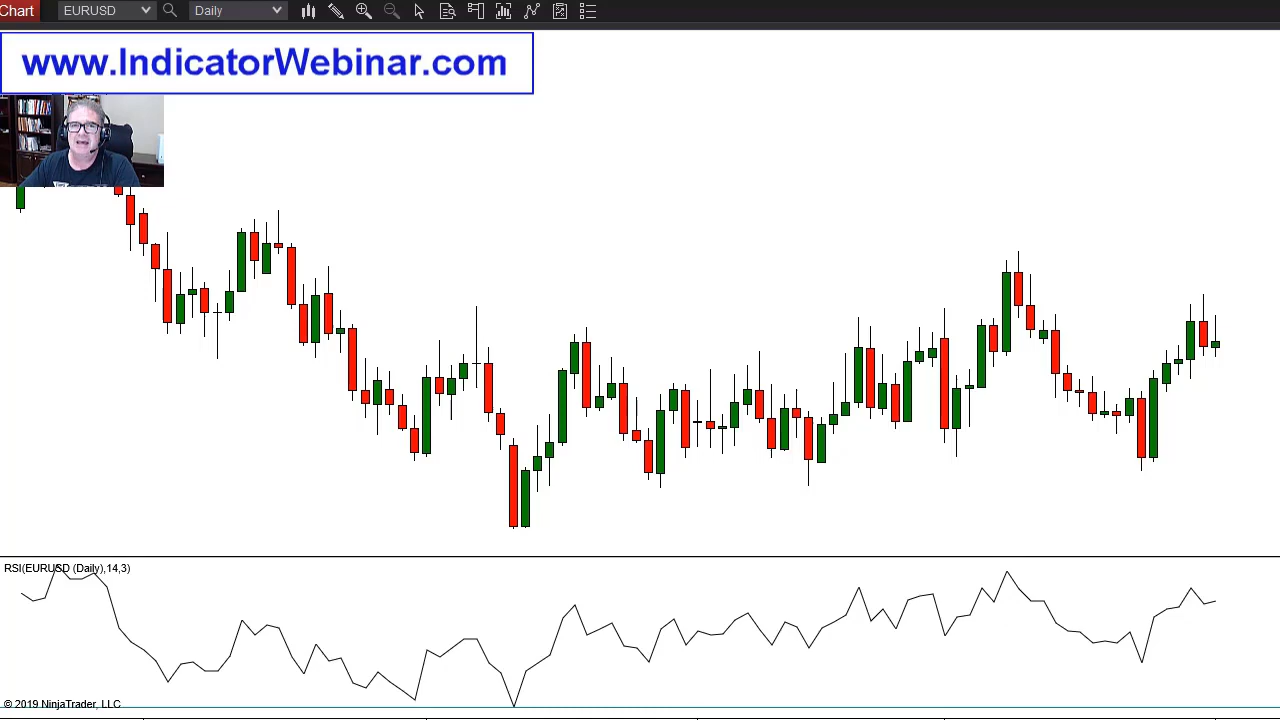 Chart EURUSD Daily
www.IndicatorWebinar.com
RSI(EURUSD (Daily),14,3)
© 2019 NinjaTrader, LLC